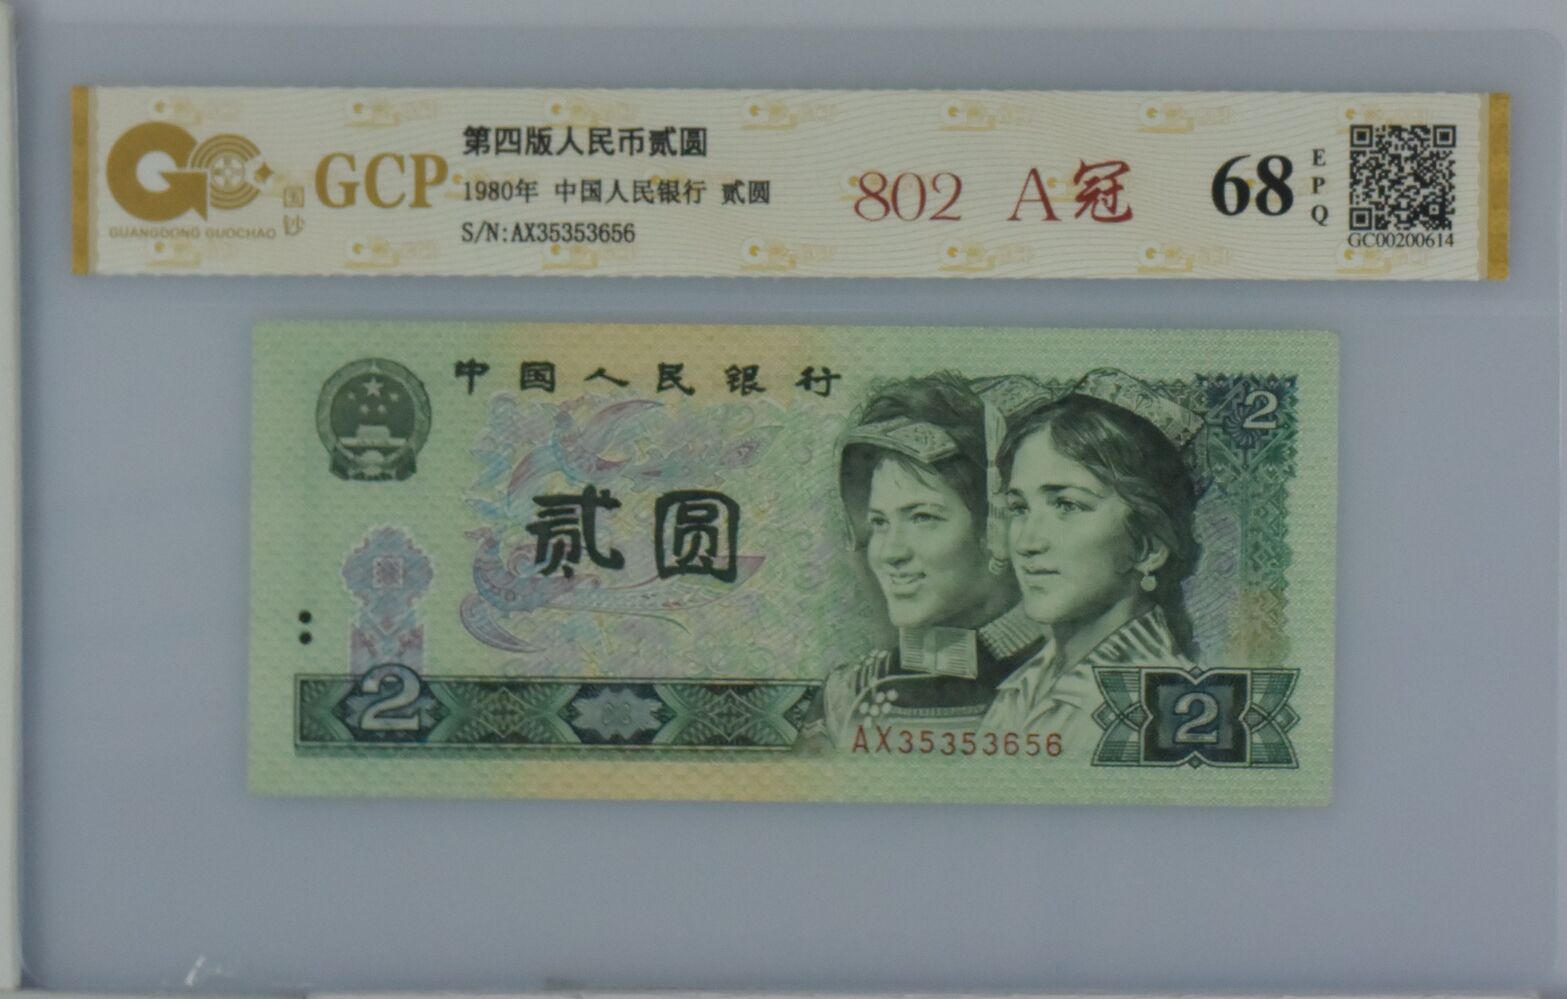 GCP
GUANGDONG GUOCHAO
国钞
第四版人民币贰圆
1980年 中国人民银行 贰圆
S/N:AX35353656
802 A冠
68
EPQ
GC00200614
中国人民银行
2
贰圆
2
AX35353656
2